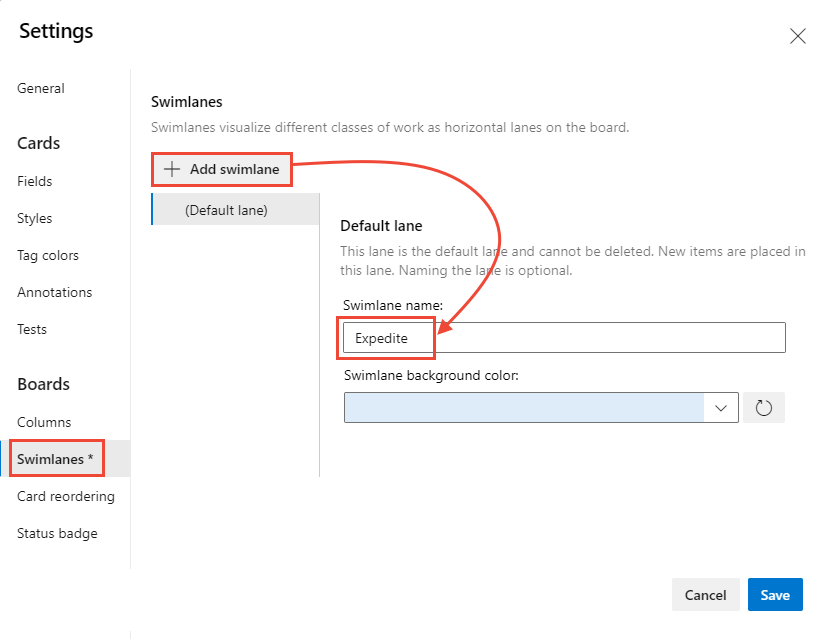 Settings
General
Cards
Fields
Styles
Tag colors
Annotations
Tests
Boards
Columns
Swimlanes *
Card reordering
Status badge
Swimlanes
Swimlanes visualize different classes of work as horizontal lanes on the board.
Add swimlane
(Default lane)
Default lane
This lane is the default lane and cannot be deleted. New items are placed in
this lane. Naming the lane is optional.
Swimlane name:
Expedite
Swimlane background color:
Cancel
Save